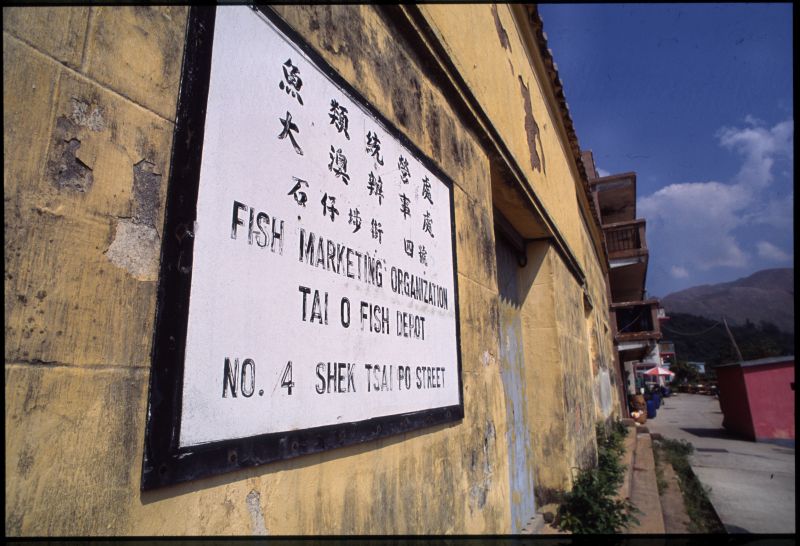 魚類統營處
大澳辦事處
石仔埗街 四號
FISH MARKETING ORGANIZATION
TAI O FISH DEPOT
NO. 4 SHEK TSAI PO STREET